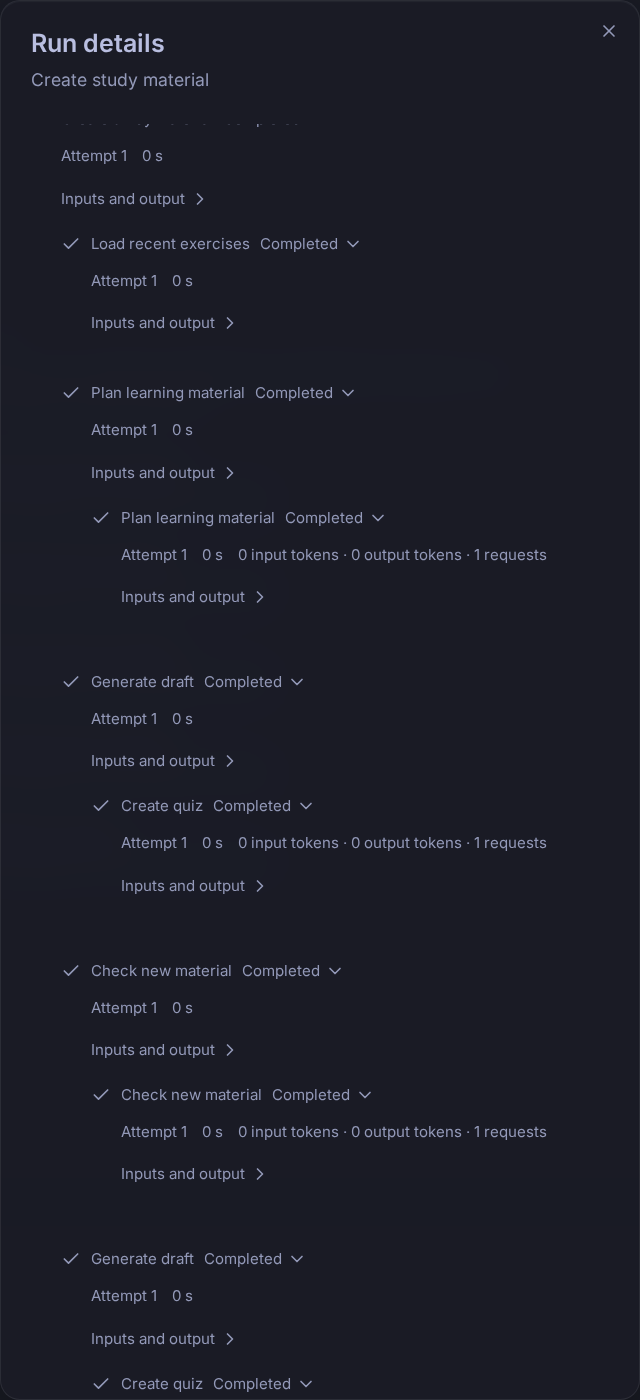 Run details
Create study material
Attempt 1 0 s
Inputs and output
Load recent exercises Completed
Attempt 1 0 s
Inputs and output
Plan learning material Completed
Attempt 1 0 s
Inputs and output
Plan learning material Completed
Attempt 1 0 s 0 input tokens · 0 output tokens · 1 requests
Inputs and output
Generate draft Completed
Attempt 1 0 s
Inputs and output
Create quiz Completed
Attempt 1 0 s 0 input tokens · 0 output tokens · 1 requests
Inputs and output
Check new material Completed
Attempt 1 0 s
Inputs and output
Check new material Completed
Attempt 1 0 s 0 input tokens · 0 output tokens · 1 requests
Inputs and output
Generate draft Completed
Attempt 1 0 s
Inputs and output
Create quiz Completed